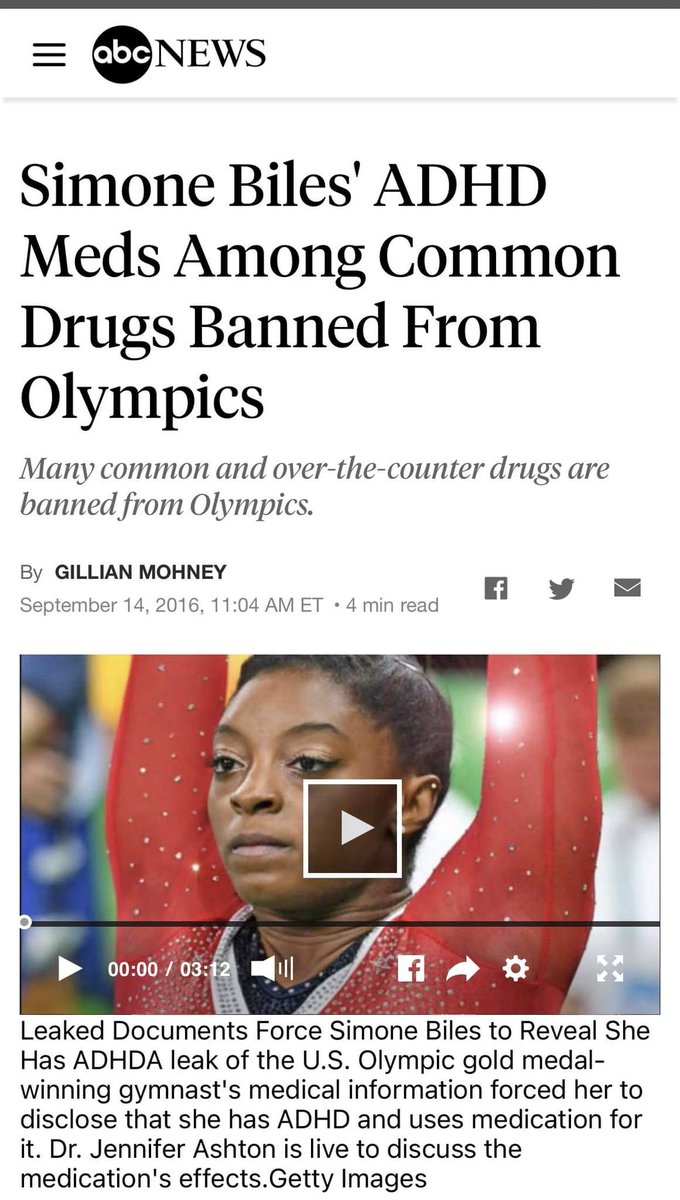 abc NEWS
Simone Biles' ADHD
Meds Among Common
Drugs Banned From
Olympics
Many common and over-the-counter drugs are
banned from Olympics.
By GILLIAN MOHNEY
September 14, 2016, 11:04 AM ET • 4 min read
00:00 / 03:12
Leaked Documents Force Simone Biles to Reveal She
Has ADHDA leak of the U.S. Olympic gold medal-
winning gymnast's medical information forced her to
disclose that she has ADHD and uses medication for
it. Dr. Jennifer Ashton is live to discuss the
medication's effects.Getty Images